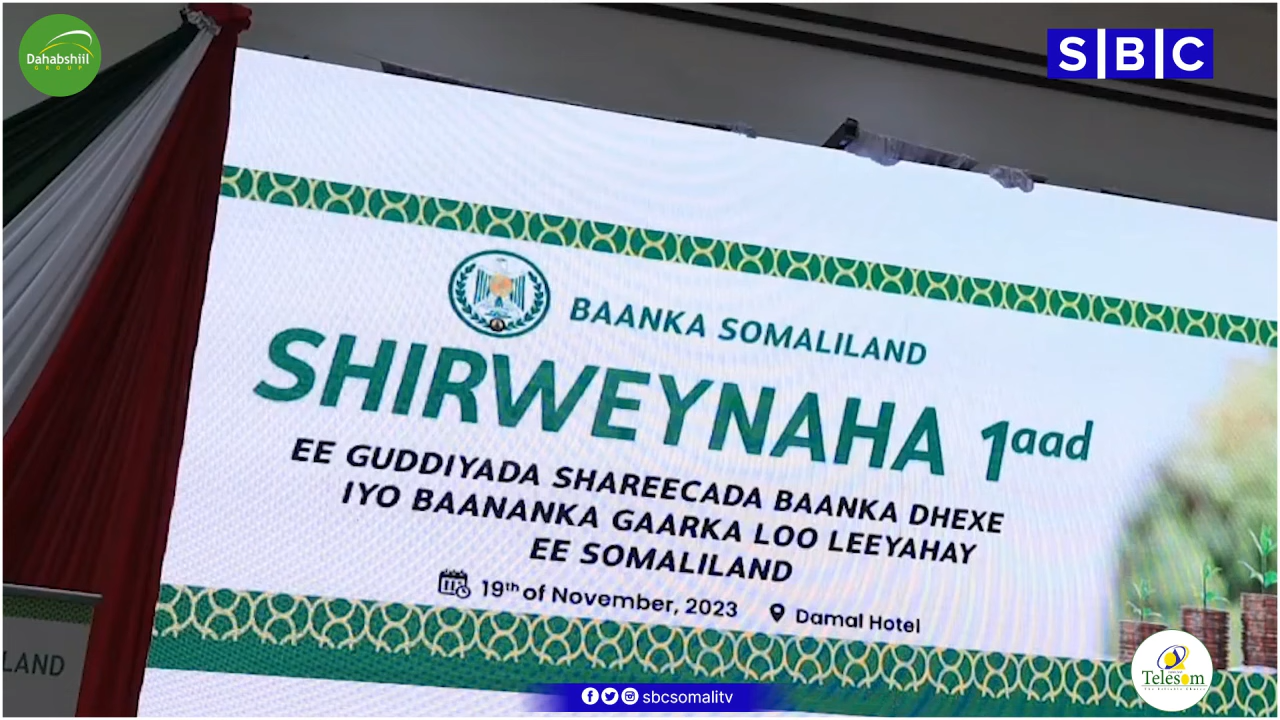 Dahabshiil
GROUP
S|B|C
BAANKA SOMALILAND
SHIRWEYNAHA 1aad
EE GUDDIYADA SHAREECADA BAANKA DHEXE
IYO BAANANKA GAARKA LOO LEEYAHAY
EE SOMALILAND
19th of November, 2023 Damal Hotel
LAND
Telesom
sbcsomalitv